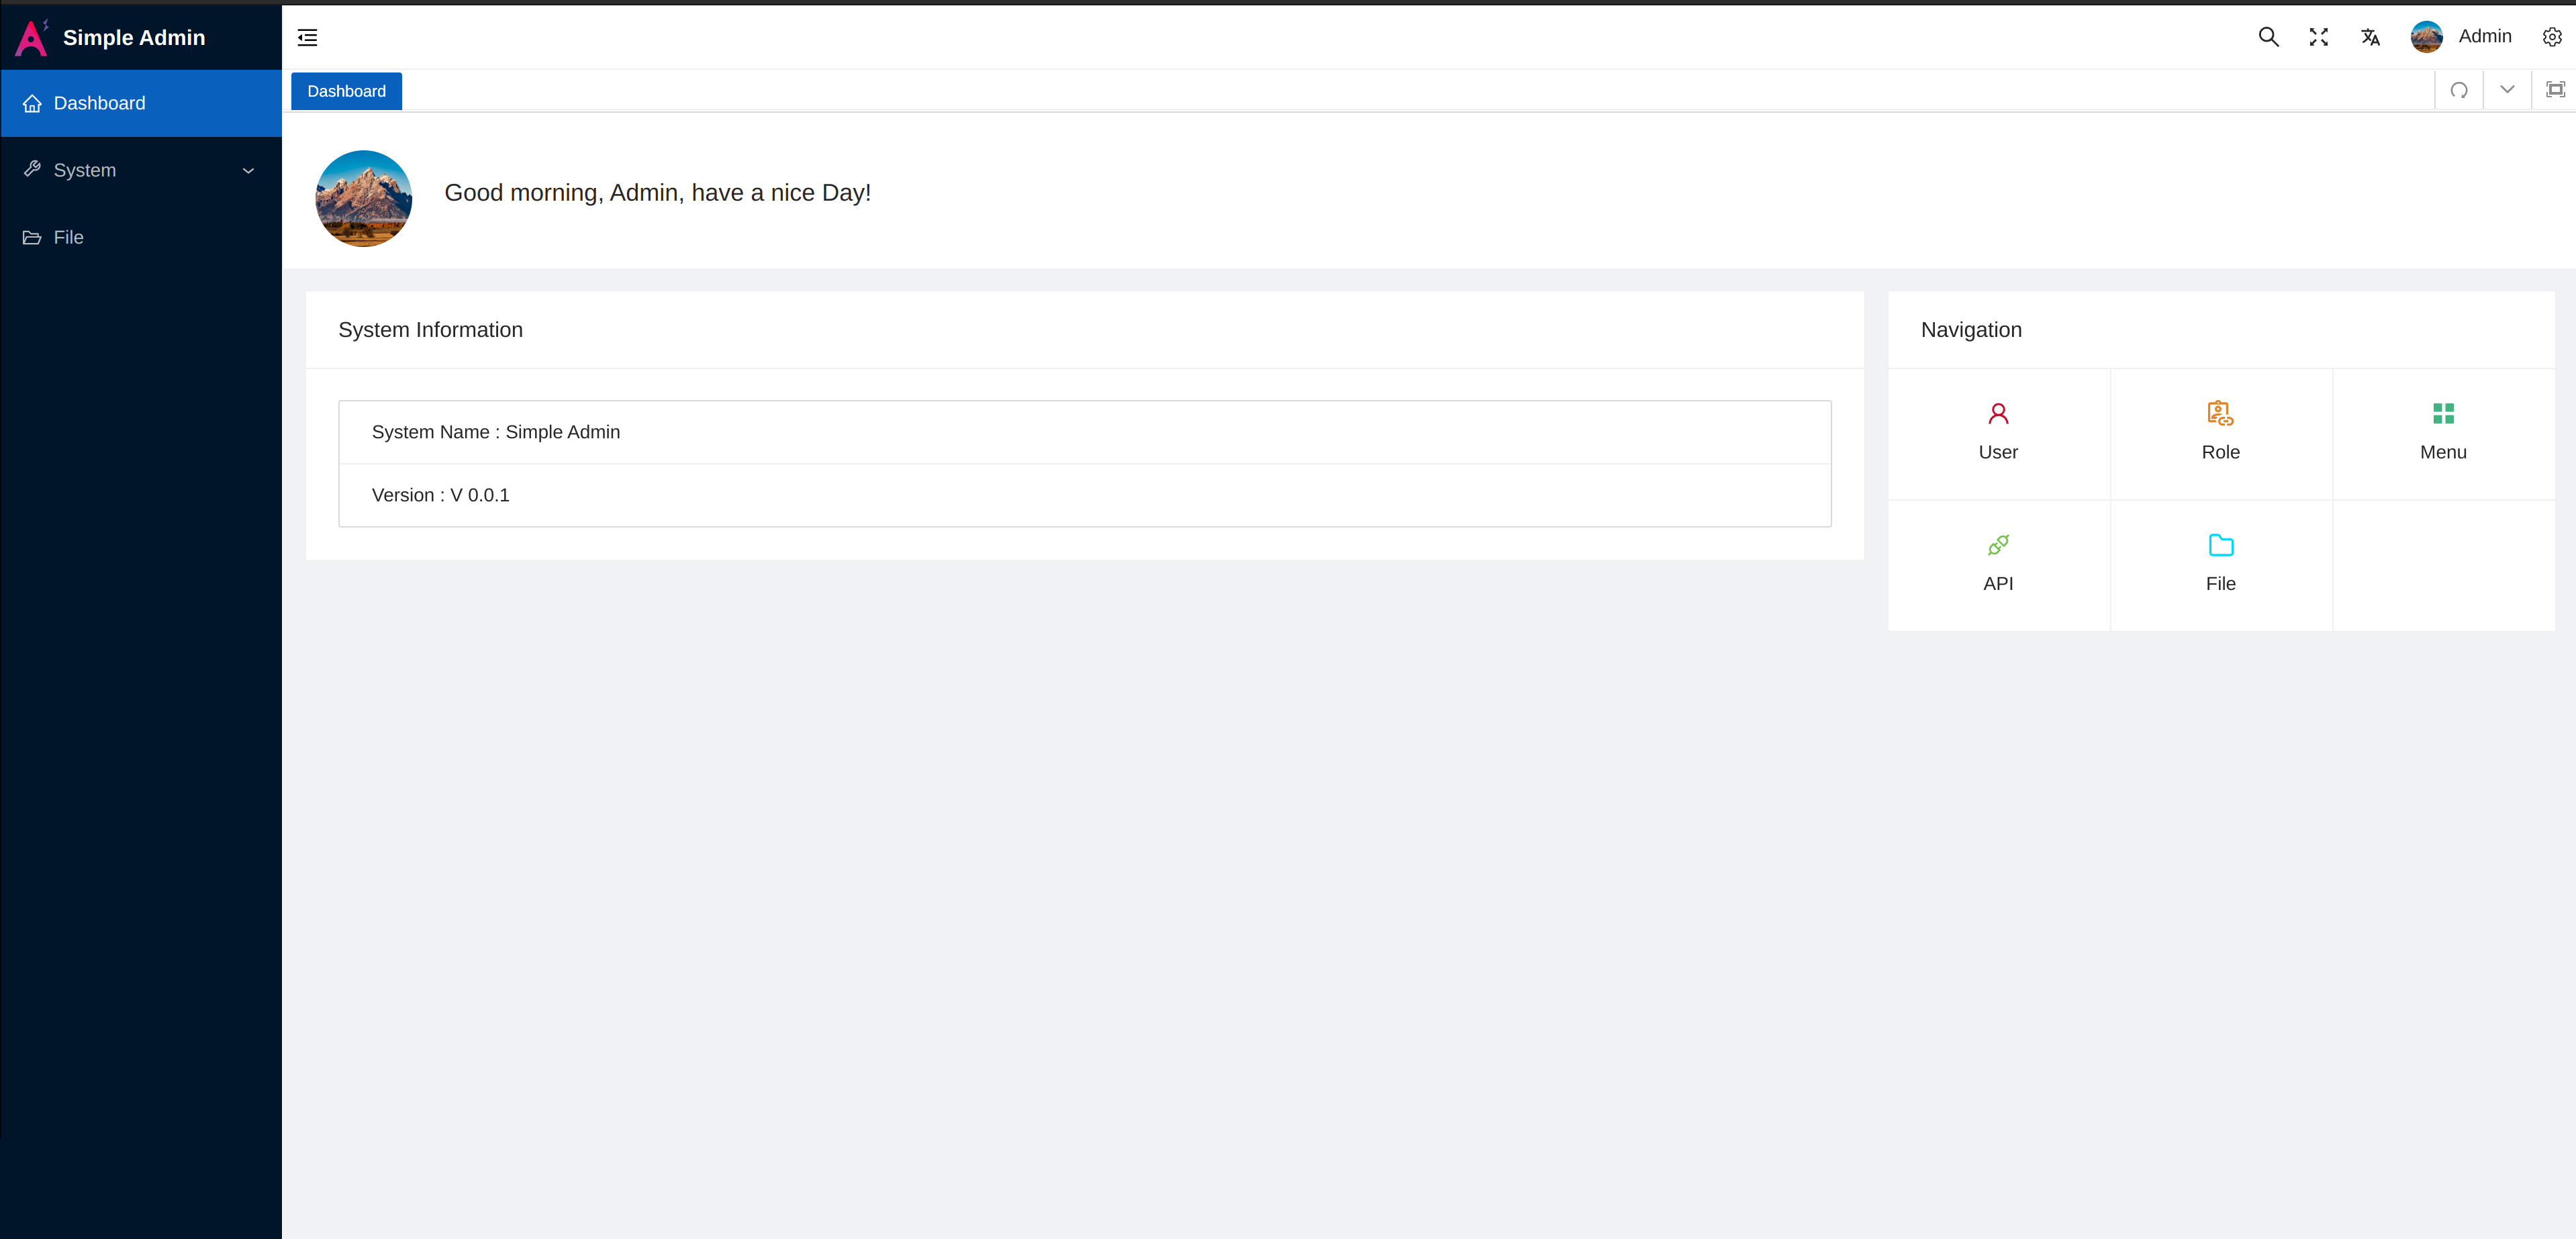 Simple Admin
Admin
Dashboard
Dashboard
System
File
Good morning, Admin, have a nice Day!
System Information
System Name : Simple Admin
Version : V 0.0.1
Navigation
User
Role
Menu
API
File